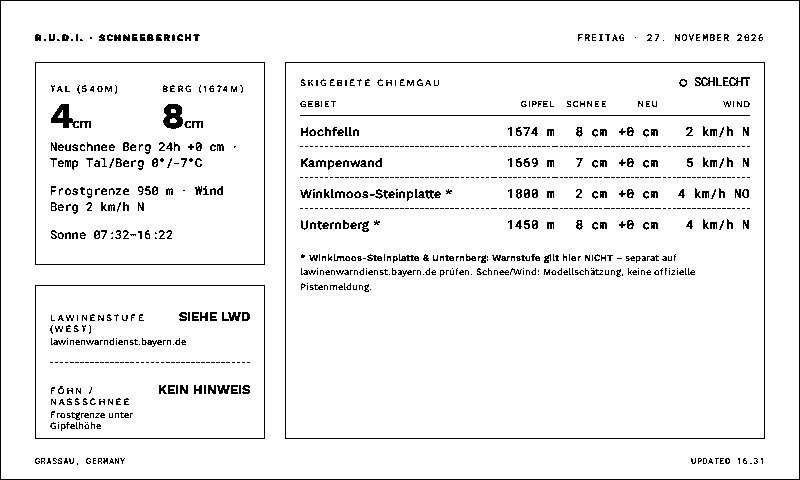 R.U.D.I. · SCHNEEBERICHT
FREITAG · 27. NOVEMBER 2026
TAL (540M)
BERG (1674M)
4cm
8cm
Neuschnee Berg 24h +0 cm ·
Temp Tal/Berg 0°/-7°C
Frostgrenze 950 m · Wind
Berg 2 km/h N
Sonne 07:32–16:22
LAWINENSTUFE
(WEST)
SIEHE LWD
lawinenwarndienst.bayern.de
FÖHN /
NASSSCHNEE
KEIN HINWEIS
Frostgrenze unter
Gipfelhöhe
SKIGEBIETE CHIEMGAU
SCHLECHT
GEBIET GIPFEL SCHNEE NEU WIND
Hochfelln 1674 m 8 cm +0 cm 2 km/h N
Kampenwand 1669 m 7 cm +0 cm 5 km/h N
Winklmoos-Steinplatte * 1800 m 2 cm +0 cm 4 km/h NO
Unternberg * 1450 m 8 cm +0 cm 4 km/h N
* Winklmoos-Steinplatte & Unternberg: Warnstufe gilt hier NICHT – separat auf
lawinenwarndienst.bayern.de prüfen. Schnee/Wind: Modellschätzung, keine offizielle
Pistenmeldung.
GRASSAU, GERMANY
UPDATED 16.31